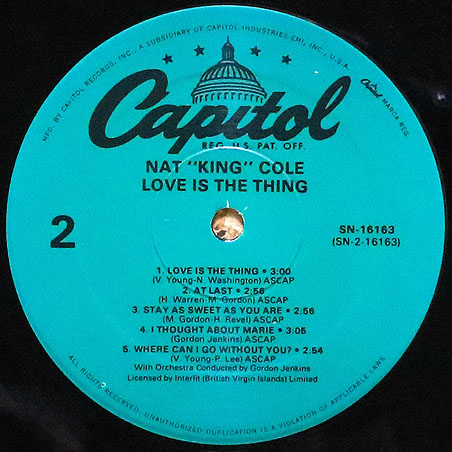 MFD. BY CAPITOL RECORDS, INC., A SUBSIDIARY OF CAPITOL INDUSTRIES EMI, INC., U.S.A.
Capitol MARCA REG.
Capitol
REG. U.S. PAT. OFF.
NAT "KING" COLE
LOVE IS THE THING
2
SN-16163
(SN-2-16163)
1. LOVE IS THE THING • 3:00
(V. Young-N. Washington) ASCAP
2. AT LAST • 2:56
(H. Warren-M. Gordon) ASCAP
3. STAY AS SWEET AS YOU ARE • 2:56
(M. Gordon-H. Revel) ASCAP
4. I THOUGHT ABOUT MARIE • 3:05
(Gordon Jenkins) ASCAP
5. WHERE CAN I GO WITHOUT YOU? • 2:54
(V. Young-P. Lee) ASCAP
With Orchestra Conducted by Gordon Jenkins
Licensed by Interlit (British Virgin Islands) Limited
ALL RIGHTS RESERVED. UNAUTHORIZED DUPLICATION IS A VIOLATION OF APPLICABLE LAWS